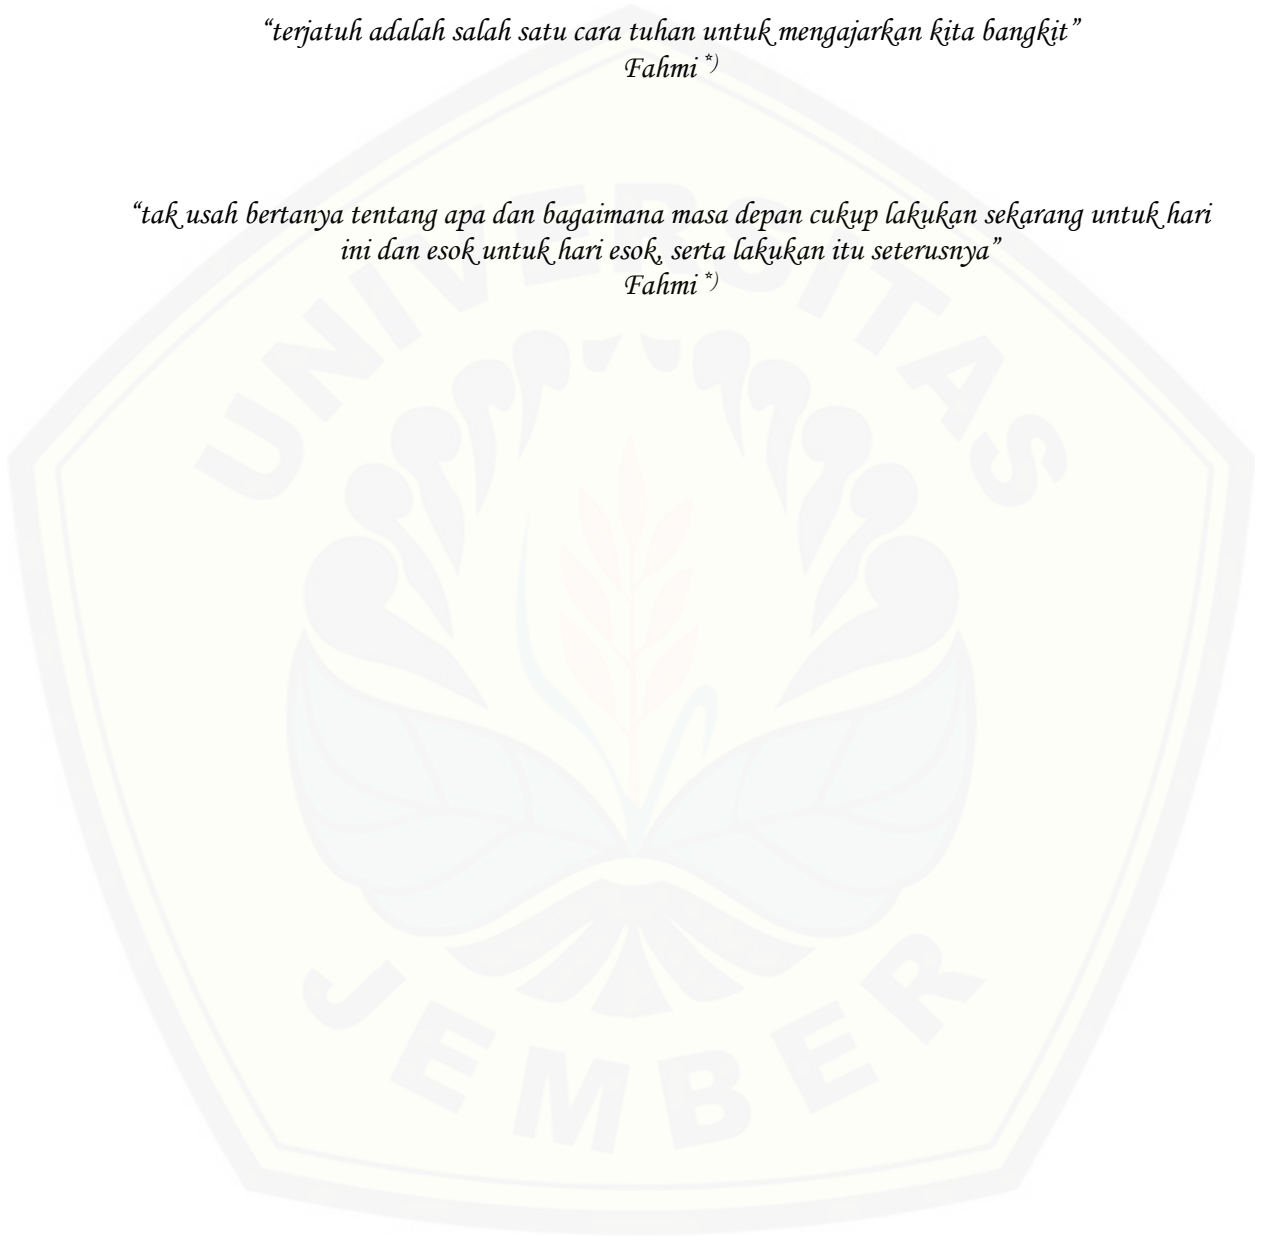 “terjatuh adalah salah satu cara tuhan untuk mengajarkan kita bangkit”
Fahmi *)
“tak usah bertanya tentang apa dan bagaimana masa depan cukup lakukan sekarang untuk hari
ini dan esok untuk hari esok, serta lakukan itu seterusnya”
Fahmi *)
UNIVERSITAS
JEMBER